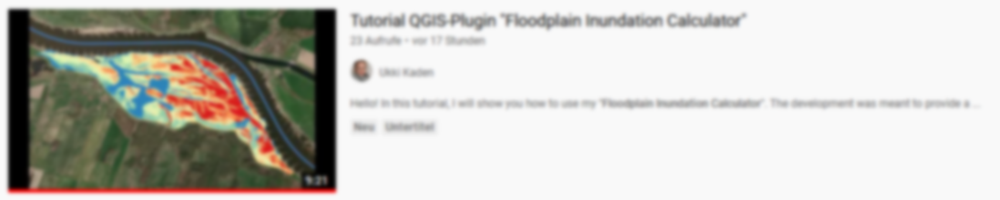 Tutorial QGIS-Plugin "Floodplain Inundation Calculator"
23 Aufrufe • vor 17 Stunden
Ukki Kaden
Hello! In this tutorial, I will show you how to use my "Floodplain Inundation Calculator". The development was meant to provide a ...
Neu Untertitel
9:21